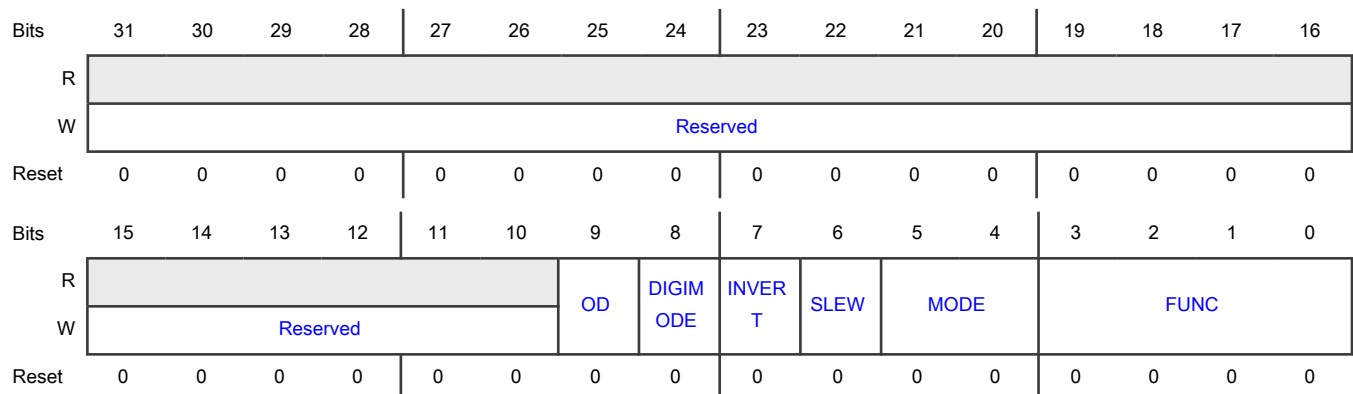 Bits 31 30 29 28 27 26 25 24 23 22 21 20 19 18 17 16
R
W Reserved
Reset 0 0 0 0 0 0 0 0 0 0 0 0 0 0 0 0
Bits 15 14 13 12 11 10 9 8 7 6 5 4 3 2 1 0
R
W Reserved
OD
DIGIM
ODE
INVER
T
SLEW
MODE
FUNC
Reset 0 0 0 0 0 0 0 0 0 0 0 0 0 0 0 0